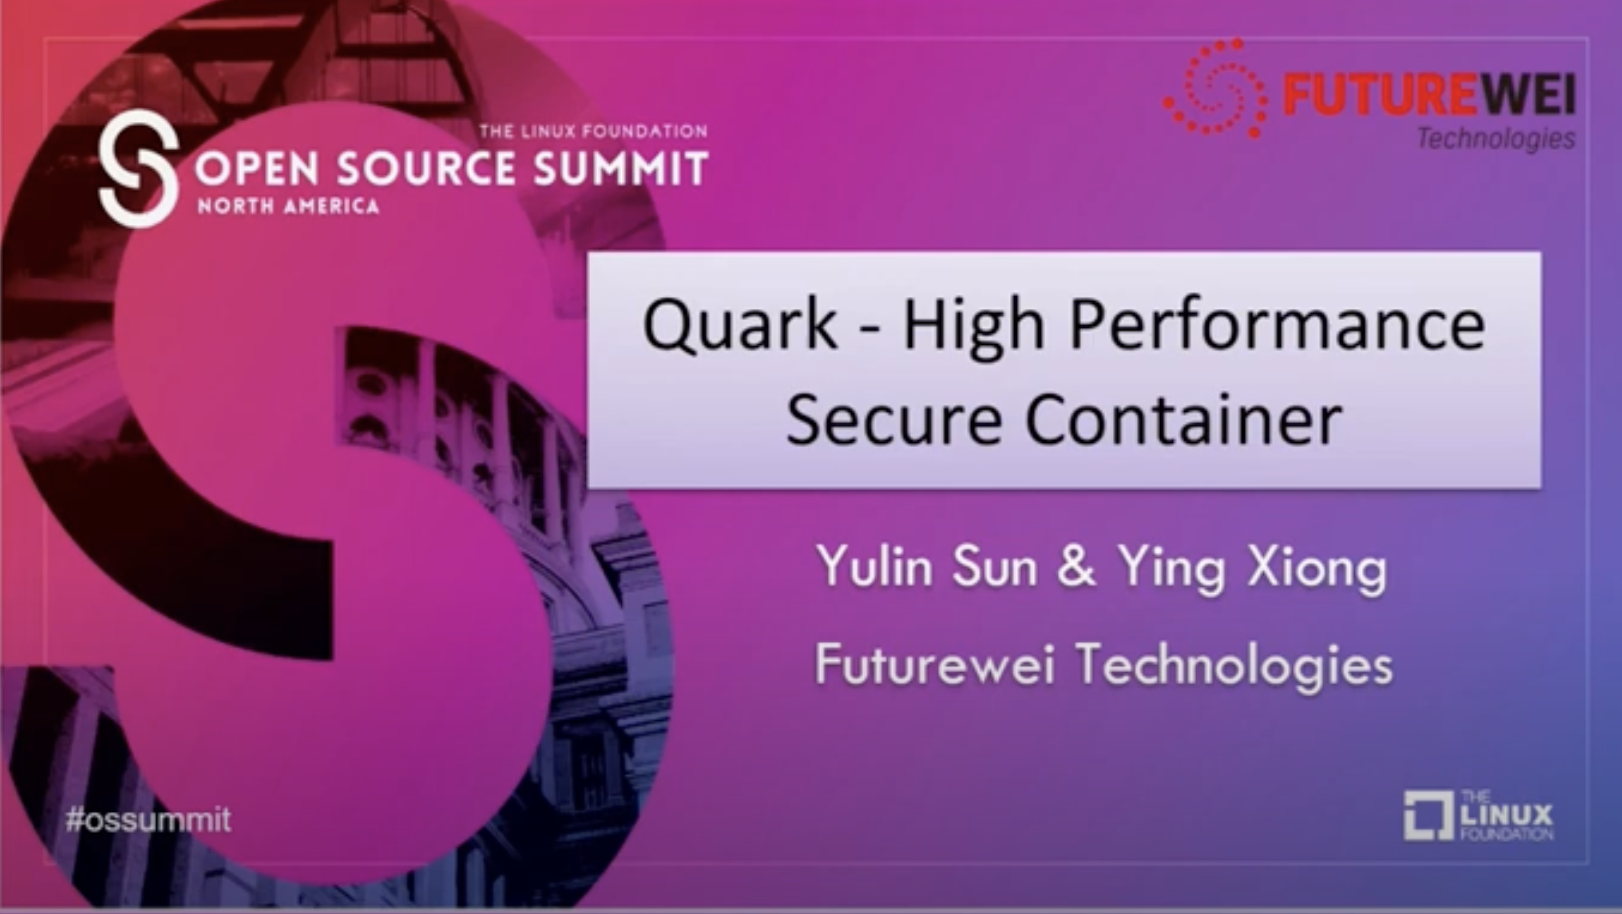 THE LINUX FOUNDATION
OPEN SOURCE SUMMIT
NORTH AMERICA
FUTUREWEI
Technologies
Quark - High Performance
Secure Container
Yulin Sun & Ying Xiong
Futurewei Technologies
#ossummit
THE
LINUX
FOUNDATION